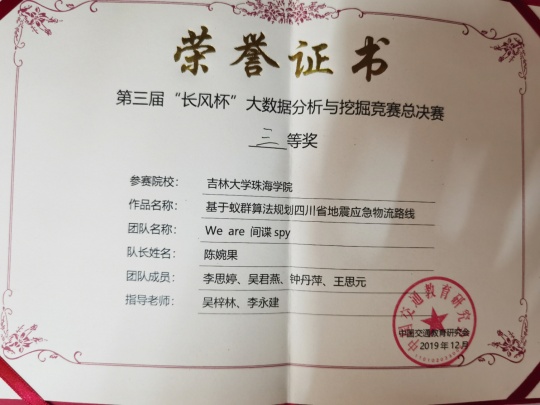 荣誉证书
第三届“长风杯”大数据分析与挖掘竞赛总决赛
三 等奖
参赛院校： 吉林大学珠海学院
作品名称： 基于蚁群算法规划四川省地震应急物流路线
团队名称： We are 间谍spy
队长姓名： 陈婉果
团队成员： 李思婷、吴君燕、钟丹萍、王思元
指导老师： 吴梓林、李永建
中国交通教育研究会
2019年12月